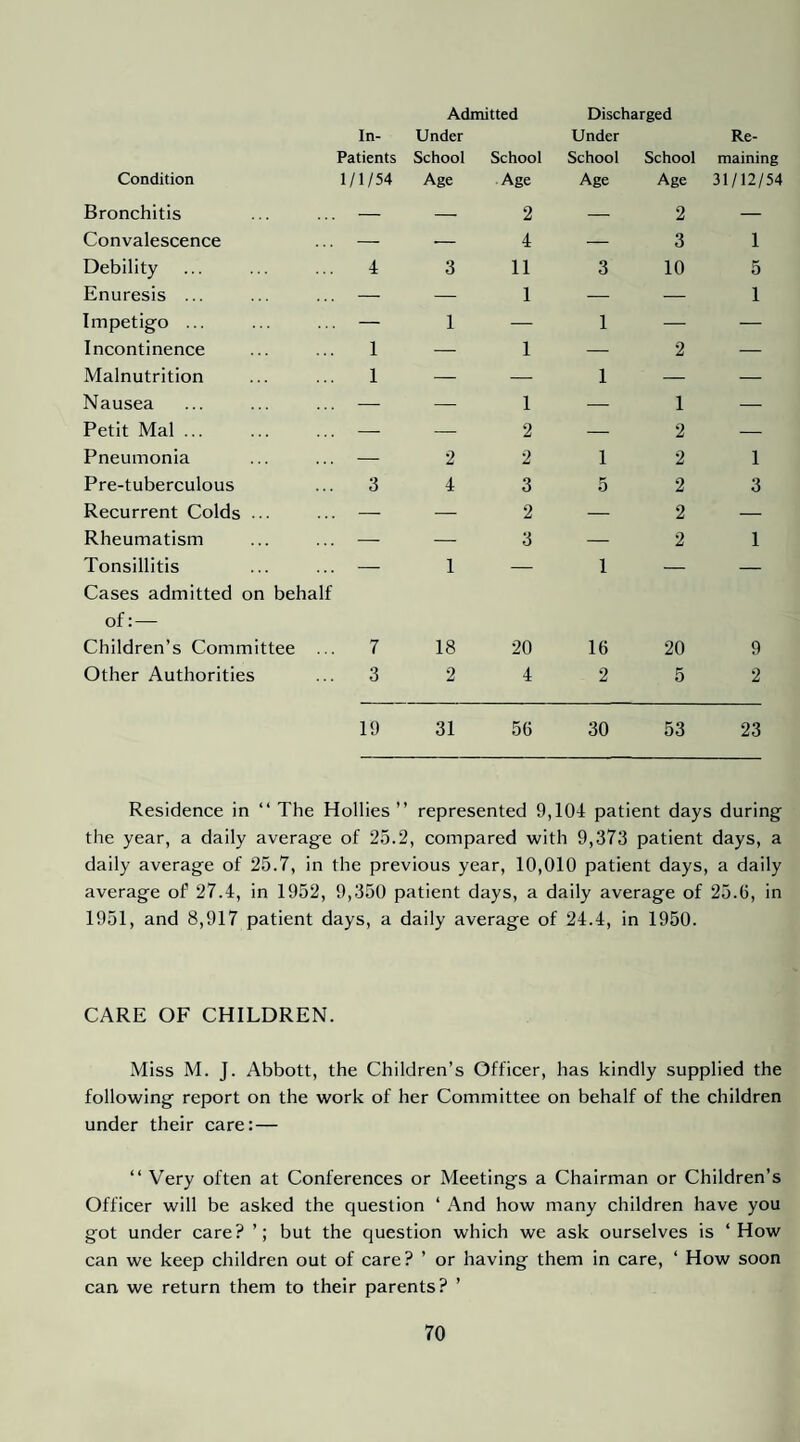 Admitted Discharged
In- Under Under Re-
Patients School School School School maining
Condition 1/1/54 Age .Age Age Age 31/12/54
Bronchitis ... ... — — 2 — 2 —
Convalescence ... — — 4 — 3 1
Debility ... ... ... 4 3 11 3 10 5
Enuresis ... ... ... — — 1 — — 1
Impetigo ... ... ... — 1 — 1 — —
Incontinence ... ... 1 — 1 — 2 —
Malnutrition ... ... 1 — — 1 — —
Nausea ... ... ... — — 1 — 1 —
Petit Mal ... ... ... — — 2 — 2 —
Pneumonia ... ... — 2 2 1 2 1
Pre-tuberculous ... 3 4 3 5 2 3
Recurrent Colds ... ... — — 2 — 2 —
Rheumatism ... ... — — 3 — 2 1
Tonsillitis ... ... — 1 — 1 — —
Cases admitted on behalf
of:—
Children's Committee ... 7 18 20 16 20 9
Other Authorities ... 3 2 4 2 5 2
19 31 56 30 53 23
Residence in “ The Hollies ” represented 9,104 patient days during
the year, a daily average of 25.2, compared with 9,373 patient days, a
daily average of 25.7, in the previous year, 10,010 patient days, a daily
average of 27.4, in 1952, 9,350 patient days, a daily average of 25.6, in
1951, and 8,917 patient days, a daily average of 24.4, in 1950.
CARE OF CHILDREN.
Miss M. J. Abbott, the Children's Officer, has kindly supplied the
following report on the work of her Committee on behalf of the children
under their care:—
“ Very often at Conferences or Meetings a Chairman or Children's
Officer will be asked the question ‘ And how many children have you
got under care? ’; but the question which we ask ourselves is ‘ How
can we keep children out of care? ’ or having them in care, ‘ How soon
can we return them to their parents? ’
70